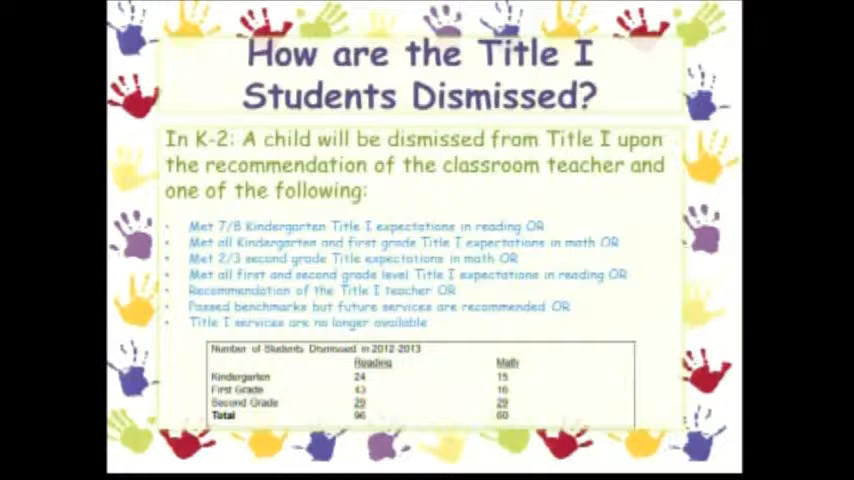 How are the Title I
Students Dismissed?
In K-2: A child will be dismissed from Title I upon
the recommendation of the classroom teacher and
one of the following:
• Met 7/8 Kindergarten Title I expectations in reading OR
• Met all Kindergarten and first grade Title I expectations in math OR
• Met 2/3 second grade Title expectations in math OR
• Met all first and second grade level Title I expectations in reading OR
• Recommendation of the Title I teacher OR
• Passed benchmarks but future services are recommended OR
• Title I services are no longer available
Number of Students Dismissed in 2012-2013
Reading Math
Kindergarten 24 15
First Grade 43 16
Second Grade 29 29
Total 96 60